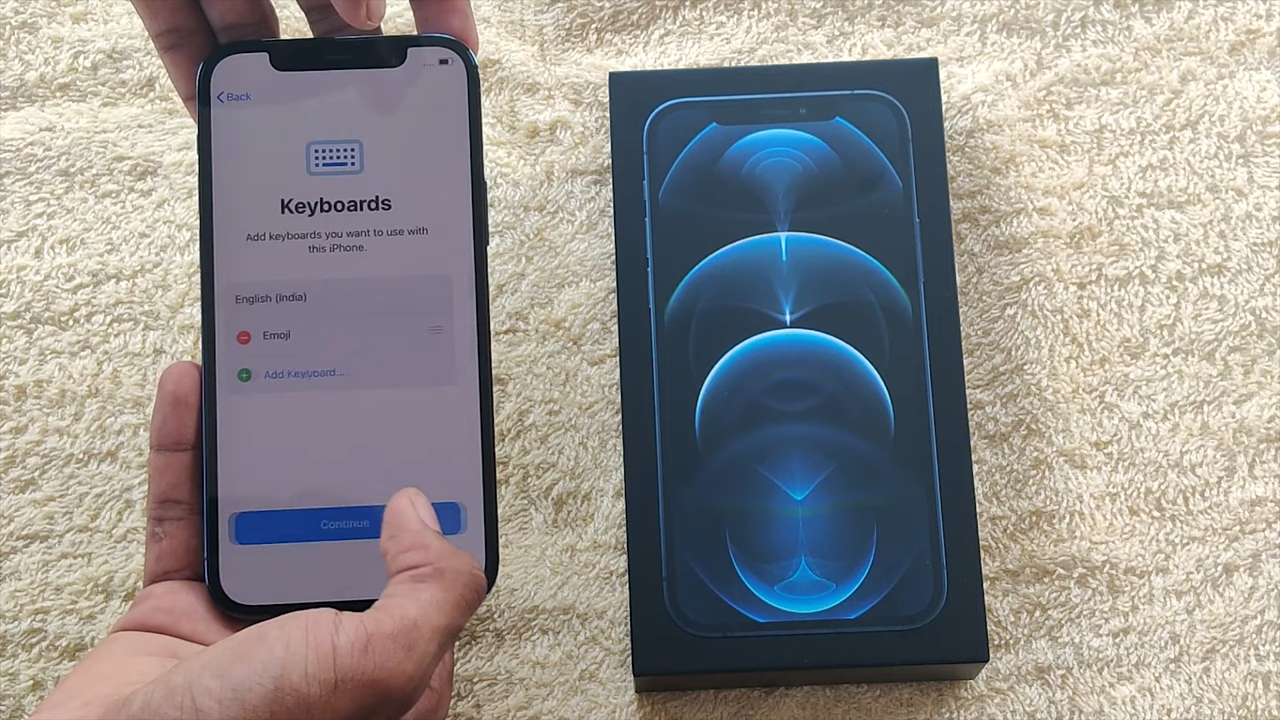 Back
Keyboards
Add keyboards you want to use with
this iPhone.
English (India)
Emoji
Add Keyboard...
Continue